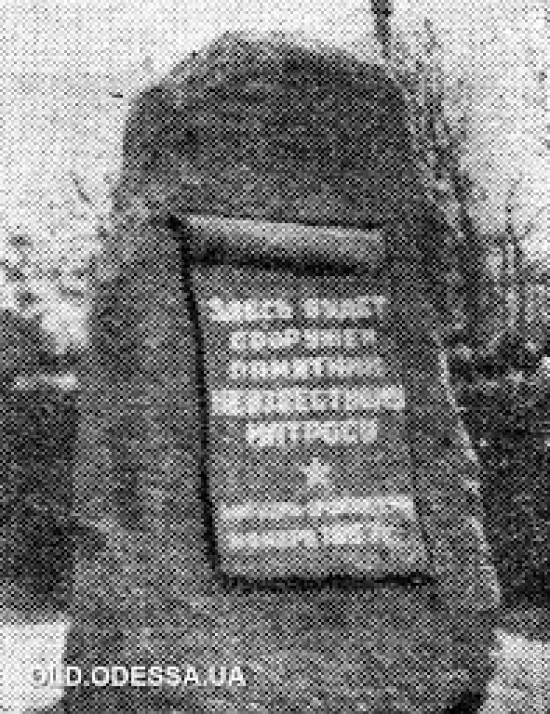 ЗДЕСЬ БУДЕТ
СООРУЖЕН
ПАМЯТНИК
НЕИЗВЕСТНОМУ
МАТРОСУ
OLD.ODESSA.UA